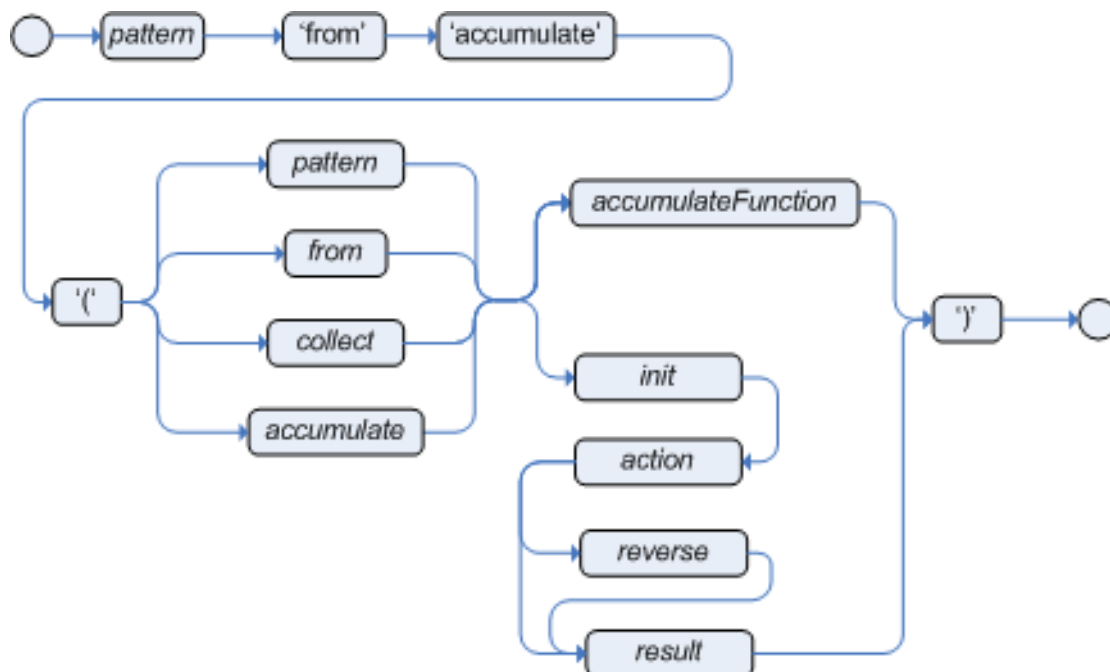 pattern
‘from’
‘accumulate’
pattern
from
collect
accumulate
‘(‘
accumulateFunction
init
action
reverse
result
‘)’